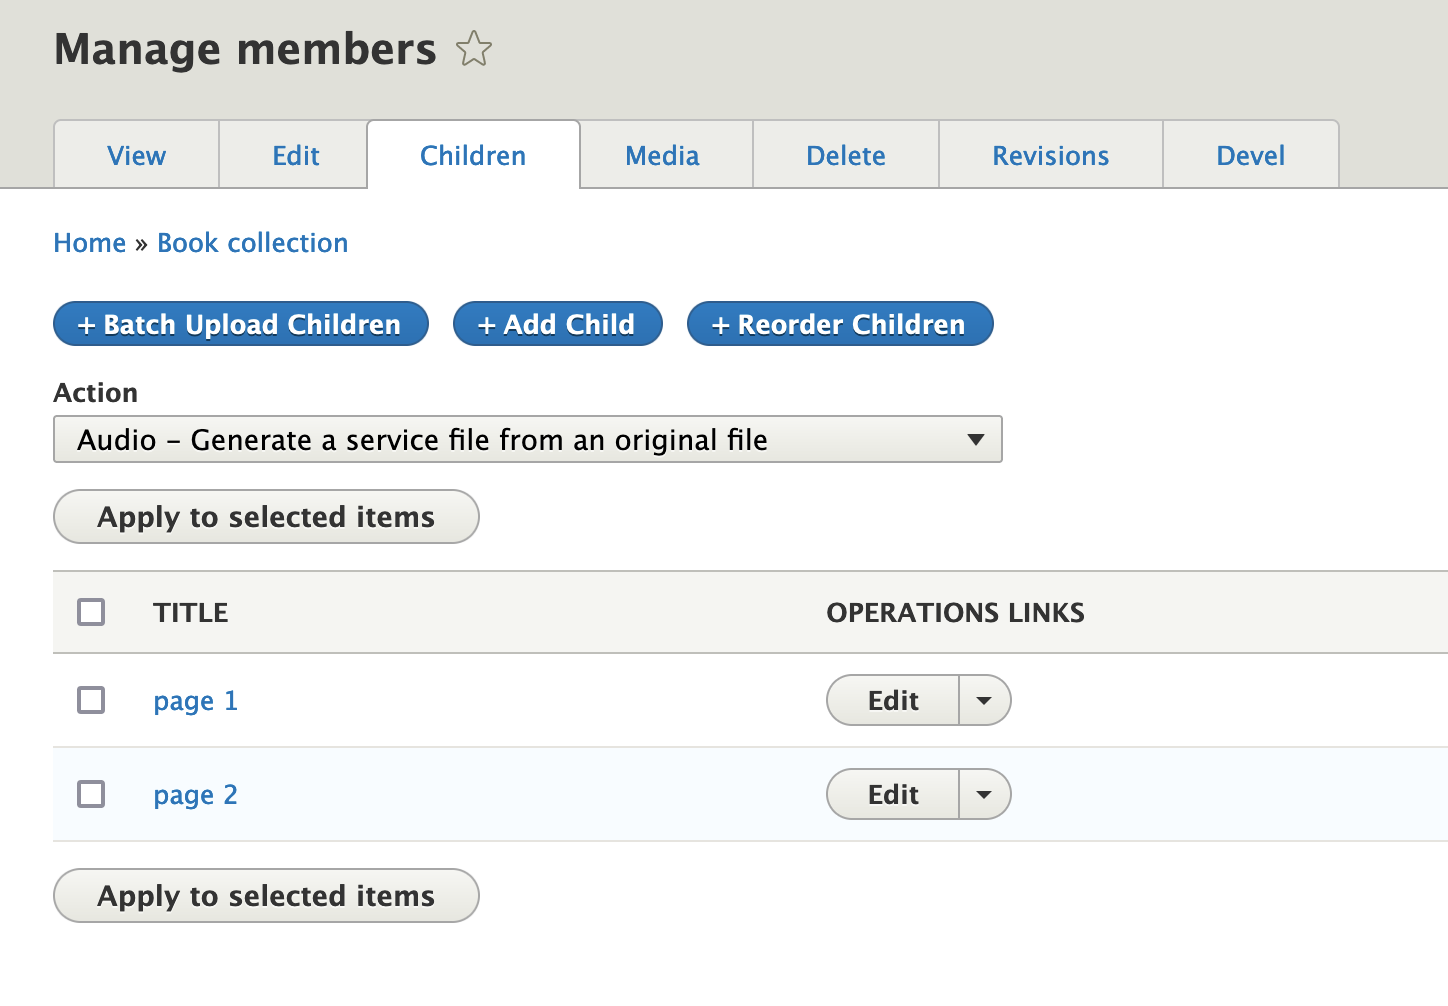 Manage members
View Edit Children Media Delete Revisions Devel
Home » Book collection
+ Batch Upload Children + Add Child + Reorder Children
Action
Audio – Generate a service file from an original file
Apply to selected items
TITLE OPERATIONS LINKS
page 1 Edit
page 2 Edit
Apply to selected items